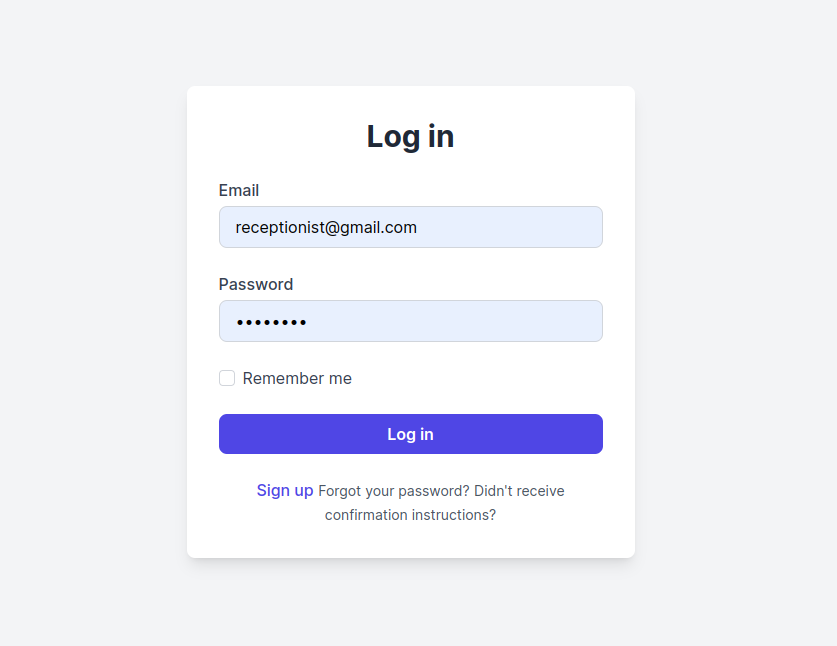 Log in
Email
receptionist@gmail.com
Password
••••••••
Remember me
Log in
Sign up Forgot your password? Didn't receive
confirmation instructions?